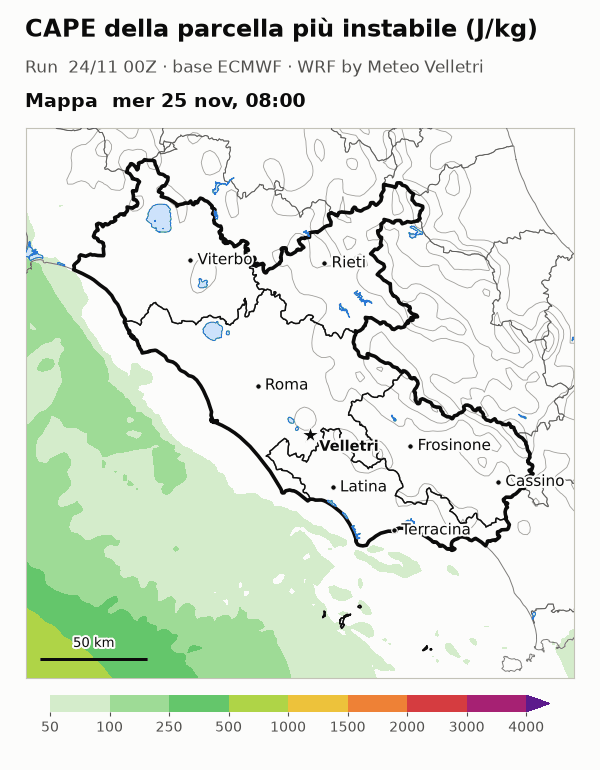 CAPE della parcella più instabile (J/kg)
Run  24/11 00Z · base ECMWF · WRF by Meteo Velletri
Mappa  mer 25 nov, 08:00
Viterbo
Rieti
Roma
Velletri
Frosinone
Latina
Cassino
Terracina
50 km
50 100 250 500 1000 1500 2000 3000 4000